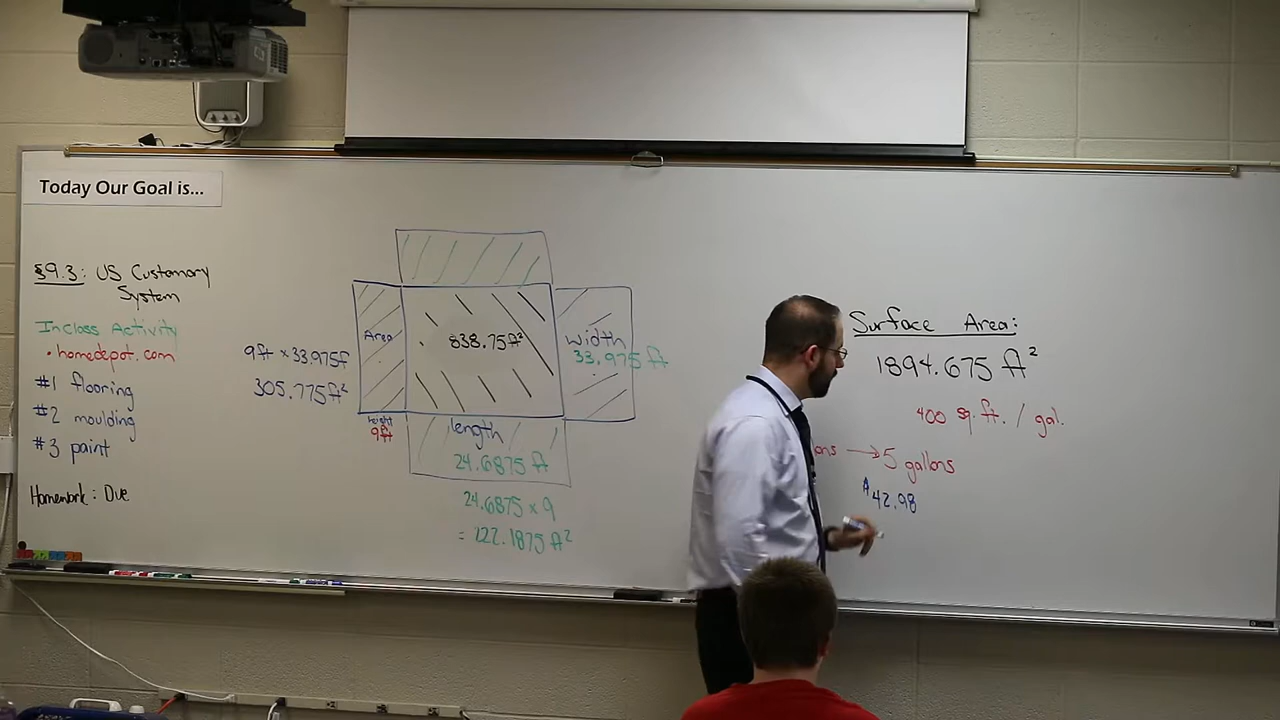 Today Our Goal is...
§9.3: US Customary
System
Inclass Activity
• homedepot.com
#1 flooring
#2 moulding
#3 paint
Homework: Due
9ft x 33.975ft
305.775ft²
Area
838.75ft²
width
33.975 ft
height
9ft
length
24.6875 ft
24.6875 x 9
= 222.1875 ft²
Surface Area:
1894.675 ft²
400 sq. ft. / gal.
ons → 5 gallons
$42.98